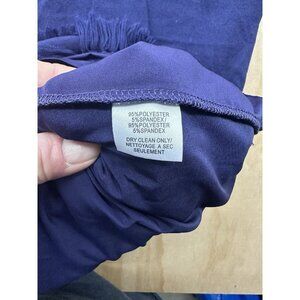 95%POLYESTER
5%SPANDEX/
95%POLYESTER
5%SPANDEX
DRY CLEAN ONLY/
NETTOYAGE A SEC
SEULEMENT